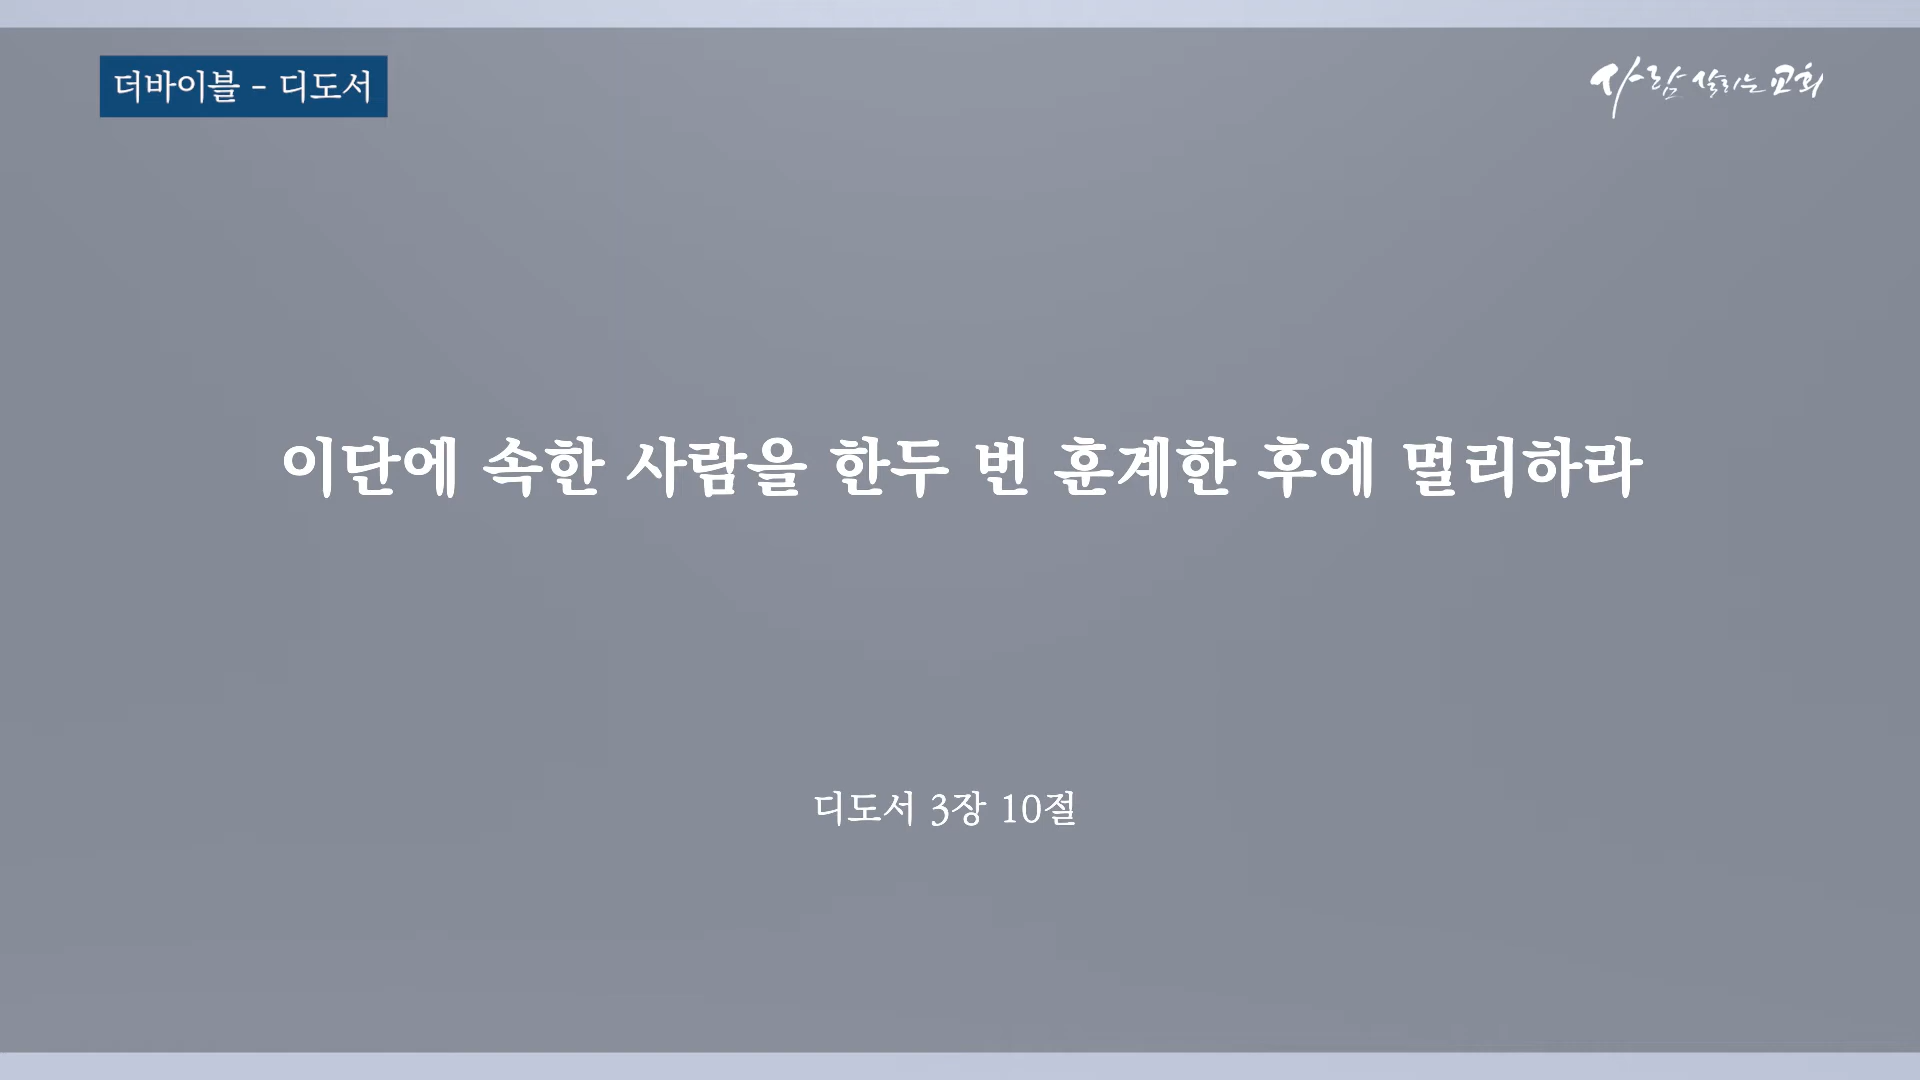 더바이블 - 디도서
사람 살리는 교회
이단에 속한 사람을 한두 번 훈계한 후에 멀리하라
디도서 3장 10절